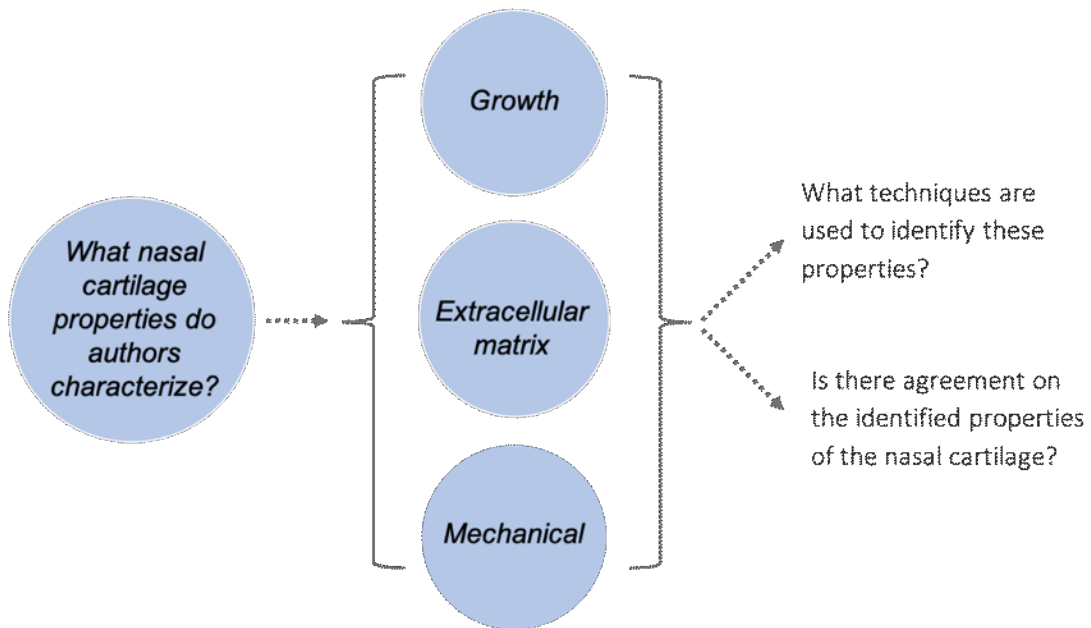 What nasal
cartilage
properties do
authors
characterize?
Growth
Extracellular
matrix
Mechanical
What techniques are
used to identify these
properties?
Is there agreement on
the identified properties
of the nasal cartilage?